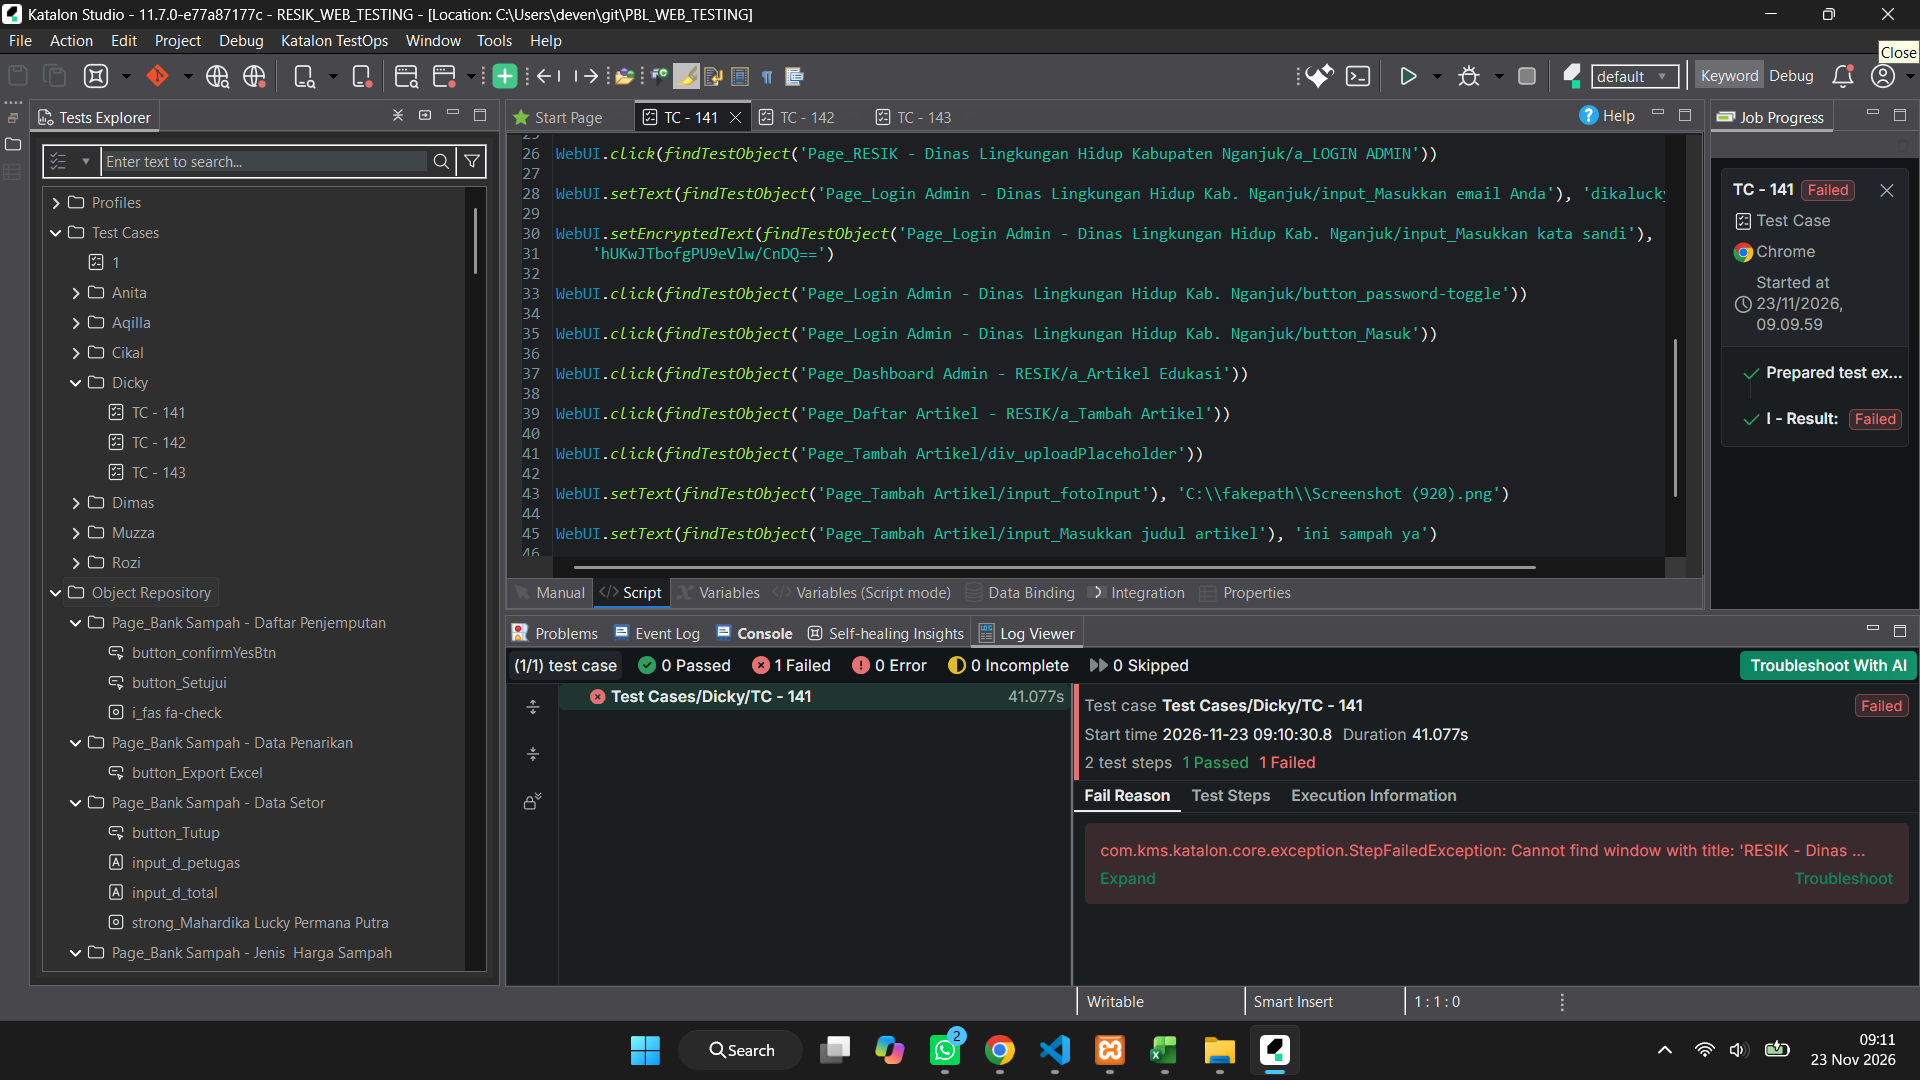 Katalon Studio - 11.7.0-e77a87177c - RESIK_WEB_TESTING - [Location: C:\Users\deven\git\PBL_WEB_TESTING]
File Action Edit Project Debug Katalon TestOps Window Tools Help
Close
default
Keyword Debug
Tests Explorer
Enter text to search...
Profiles
Test Cases
1
Anita
Aqilla
Cikal
Dicky
TC - 141
TC - 142
TC - 143
Dimas
Muzza
Rozi
Object Repository
Page_Bank Sampah - Daftar Penjemputan
button_confirmYesBtn
button_Setujui
i_fas fa-check
Page_Bank Sampah - Data Penarikan
button_Export Excel
Page_Bank Sampah - Data Setor
button_Tutup
input_d_petugas
input_d_total
strong_Mahardika Lucky Permana Putra
Page_Bank Sampah - Jenis Harga Sampah
Start Page
TC - 141
TC - 142
TC - 143
Help
25
26 WebUI.click(findTestObject('Page_RESIK - Dinas Lingkungan Hidup Kabupaten Nganjuk/a_LOGIN ADMIN'))
27
28 WebUI.setText(findTestObject('Page_Login Admin - Dinas Lingkungan Hidup Kab. Nganjuk/input_Masukkan email Anda'), 'dikalucky
29
30 WebUI.setEncryptedText(findTestObject('Page_Login Admin - Dinas Lingkungan Hidup Kab. Nganjuk/input_Masukkan kata sandi'),
31 'hUKwJTbofgPU9eVlw/CnDQ==')
32
33 WebUI.click(findTestObject('Page_Login Admin - Dinas Lingkungan Hidup Kab. Nganjuk/button_password-toggle'))
34
35 WebUI.click(findTestObject('Page_Login Admin - Dinas Lingkungan Hidup Kab. Nganjuk/button_Masuk'))
36
37 WebUI.click(findTestObject('Page_Dashboard Admin - RESIK/a_Artikel Edukasi'))
38
39 WebUI.click(findTestObject('Page_Daftar Artikel - RESIK/a_Tambah Artikel'))
40
41 WebUI.click(findTestObject('Page_Tambah Artikel/div_uploadPlaceholder'))
42
43 WebUI.setText(findTestObject('Page_Tambah Artikel/input_fotoInput'), 'C:\\fakepath\\Screenshot (920).png')
44
45 WebUI.setText(findTestObject('Page_Tambah Artikel/input_Masukkan judul artikel'), 'ini sampah ya')
46
Manual Script Variables Variables (Script mode) Data Binding Integration Properties
Job Progress
TC - 141 Failed
Test Case
Chrome
Started at
23/11/2026,
09.09.59
Prepared test ex...
I - Result: Failed
Problems Event Log Console Self-healing Insights Log Viewer
(1/1) test case 0 Passed 1 Failed 0 Error 0 Incomplete 0 Skipped
Troubleshoot With AI
Test Cases/Dicky/TC - 141 41.077s
Test case Test Cases/Dicky/TC - 141 Failed
Start time 2026-11-23 09:10:30.8 Duration 41.077s
2 test steps 1 Passed 1 Failed
Fail Reason Test Steps Execution Information
com.kms.katalon.core.exception.StepFailedException: Cannot find window with title: 'RESIK - Dinas ...
Expand Troubleshoot
Writable Smart Insert 1 : 1 : 0
Search
2
09:11
23 Nov 2026